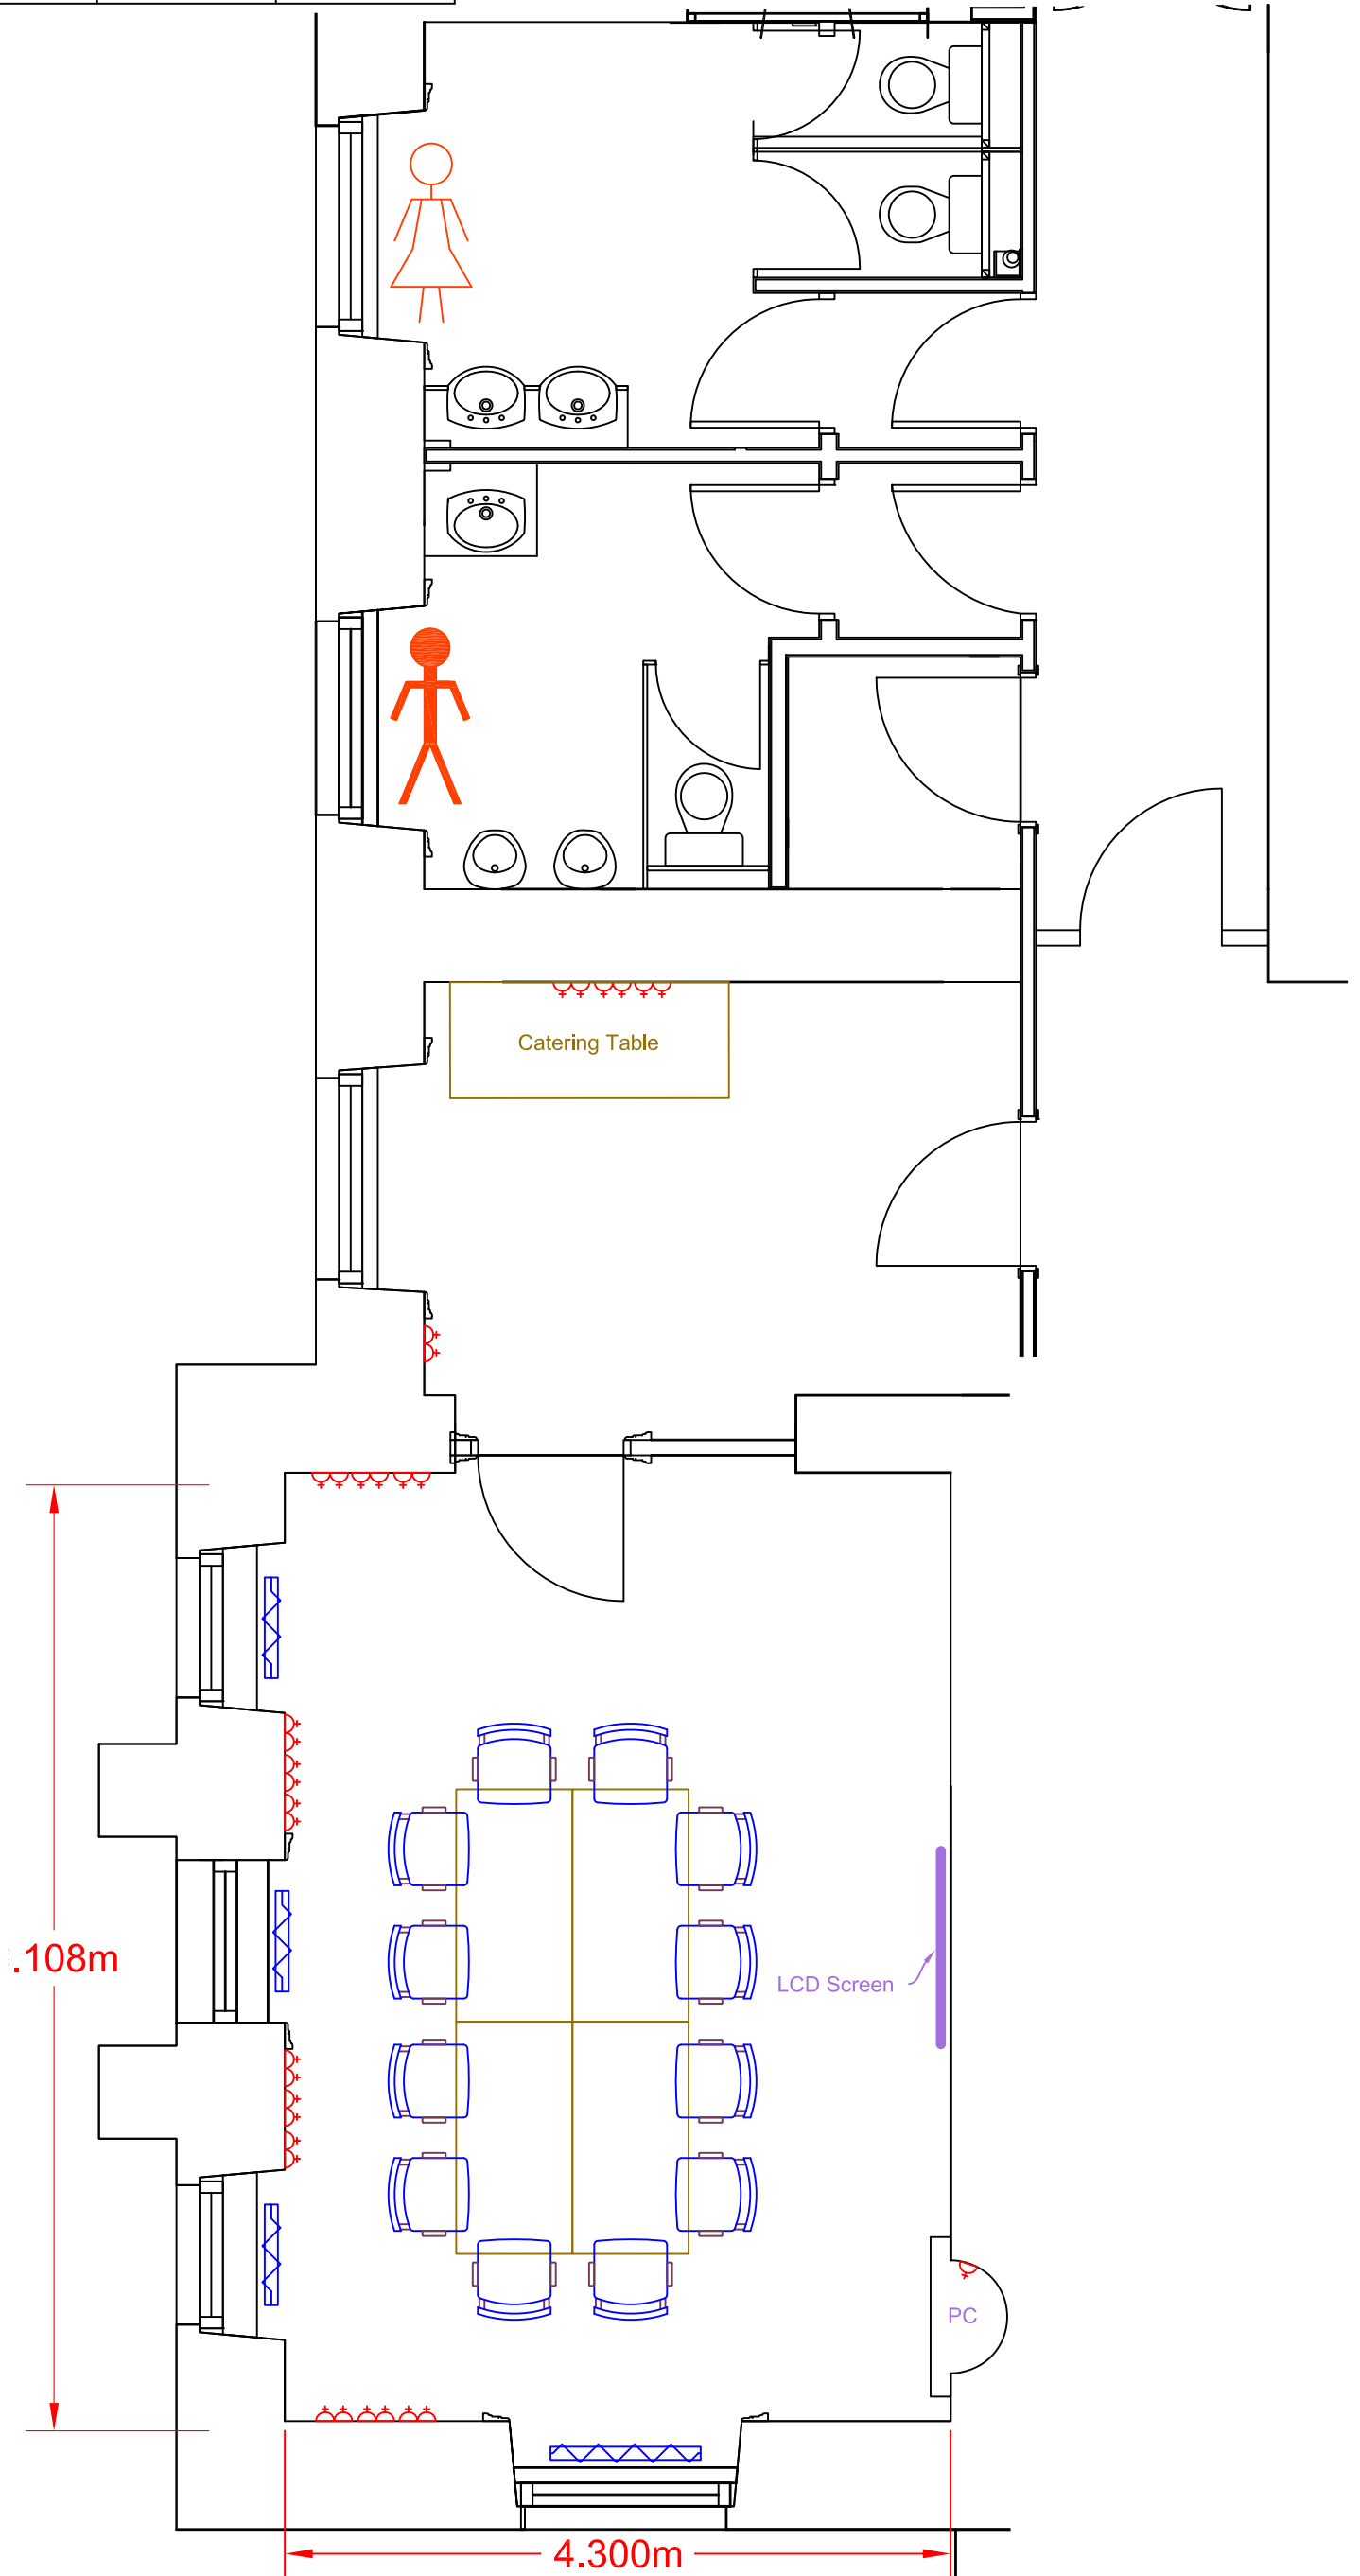 Catering Table
.108m
LCD Screen
PC
4.300m